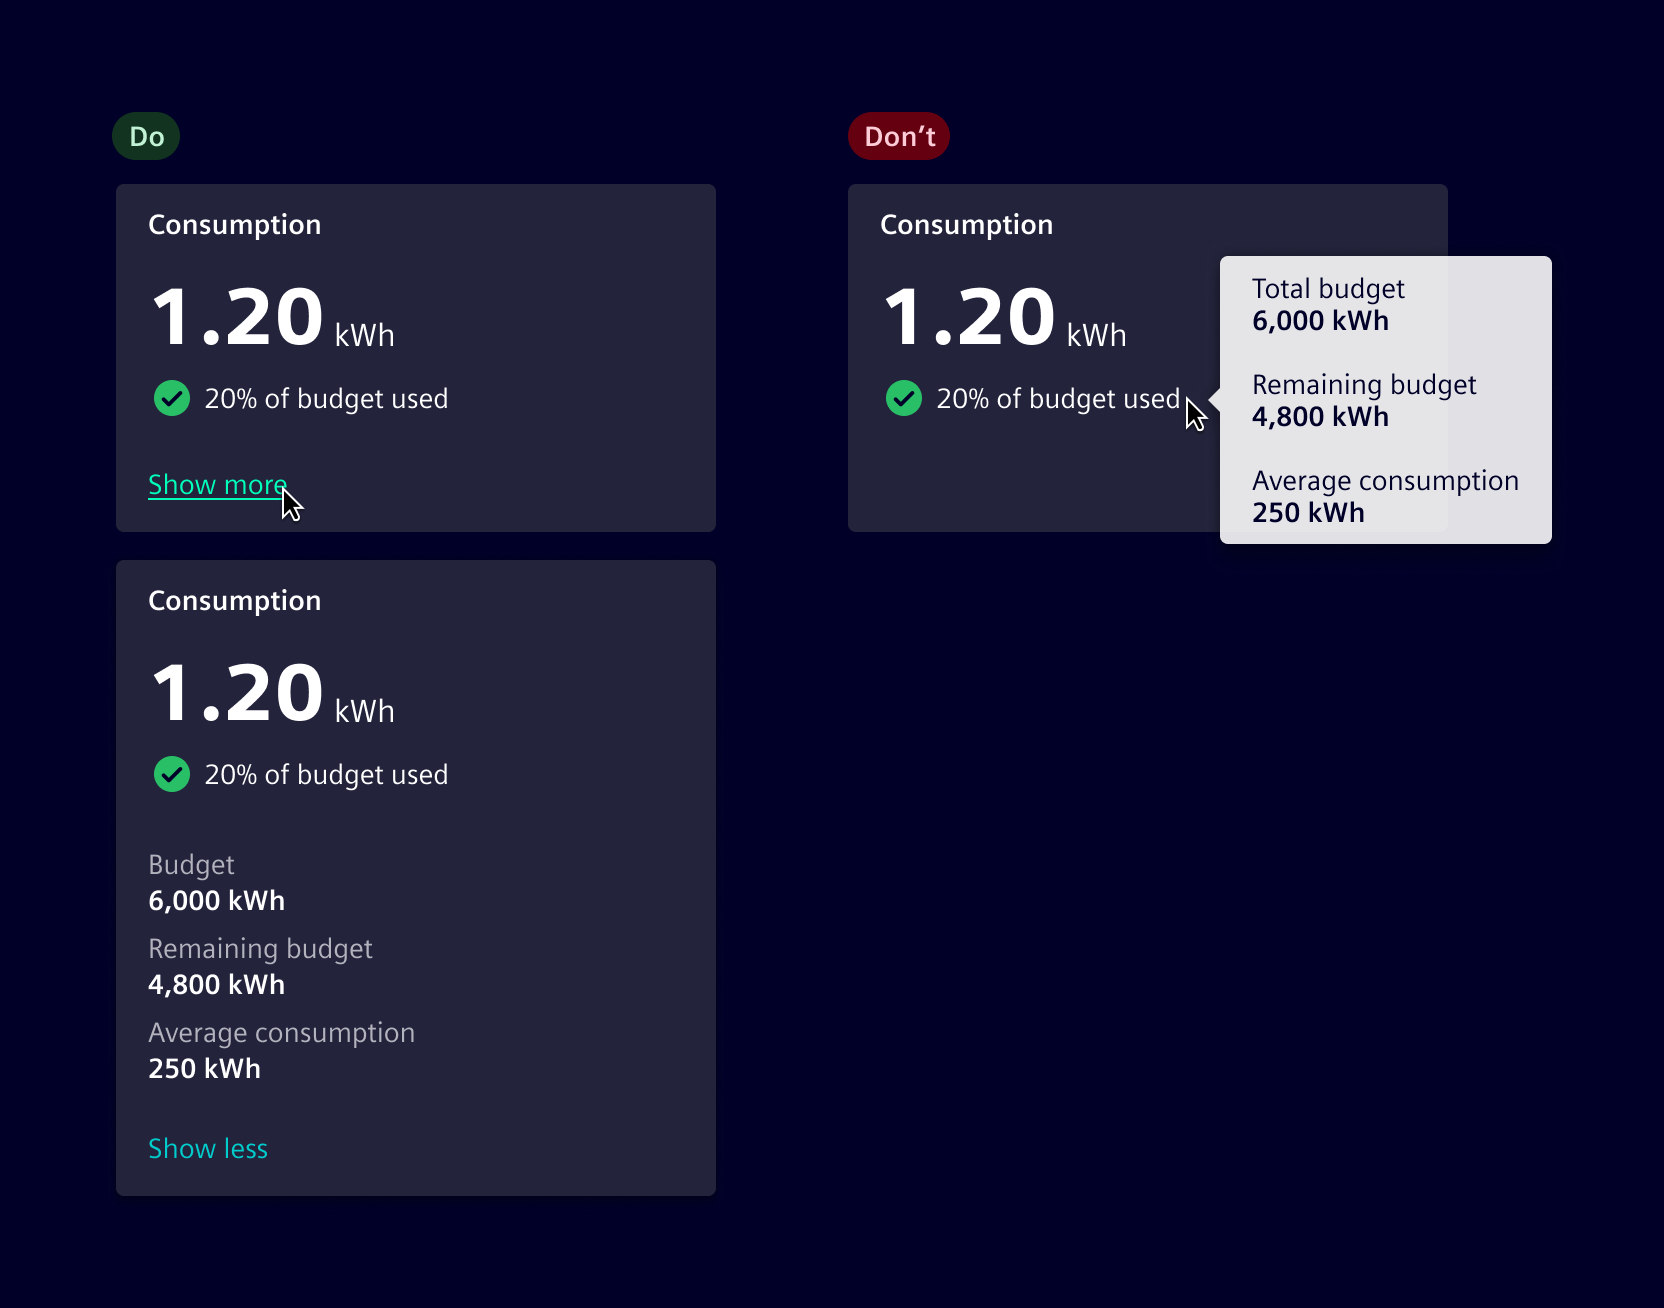 Do
Consumption
1.20 kWh
20% of budget used
Show more
Consumption
1.20 kWh
20% of budget used
Budget
6,000 kWh
Remaining budget
4,800 kWh
Average consumption
250 kWh
Show less
Don’t
Consumption
1.20 kWh
20% of budget used
Total budget
6,000 kWh
Remaining budget
4,800 kWh
Average consumption
250 kWh